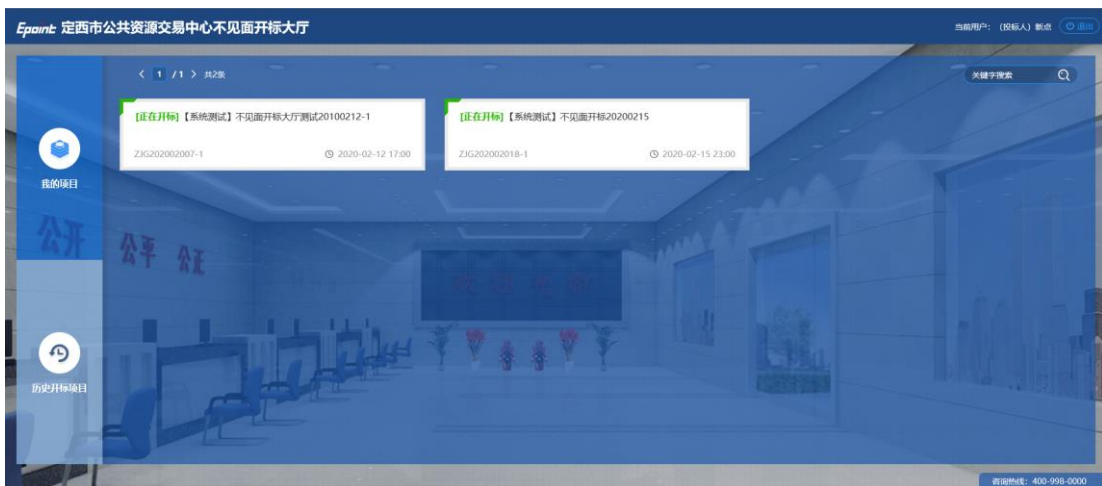 Epoint 定西市公共资源交易中心不见面开标大厅
当前用户：（投标人）新点 退出
< 1 / 1 > 共2条
关键字搜索
[正在开标]【系统测试】不见面开标大厅测试20100212-1
ZJG202002007-1 2020-02-12 17:00
[正在开标]【系统测试】不见面开标20200215
ZJG202002018-1 2020-02-15 23:00
我的项目
公开 公平 公正
历史开标项目
咨询热线：400-998-0000